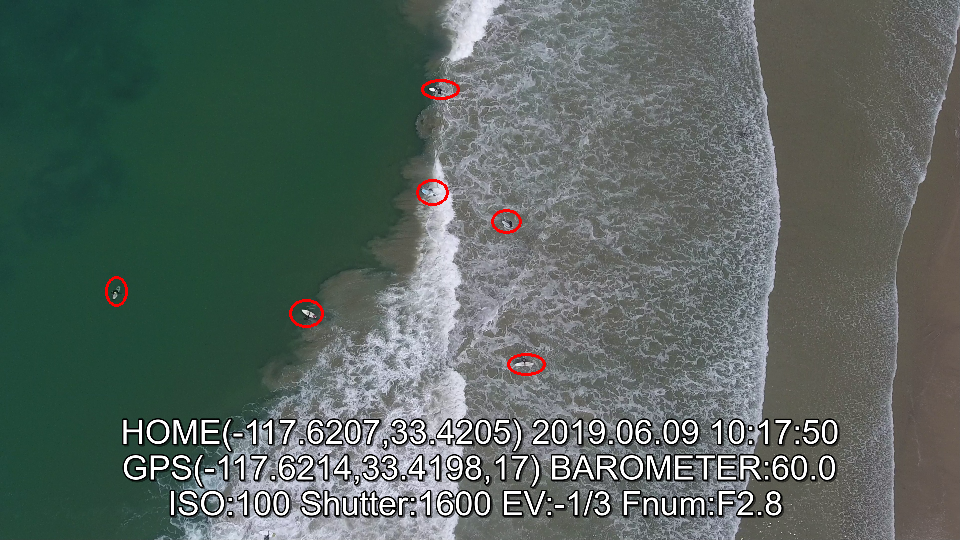 HOME(-117.6207,33.4205) 2019.06.09 10:17:50
GPS(-117.6214,33.4198,17) BAROMETER:60.0
ISO:100 Shutter:1600 EV:-1/3 Fnum:F2.8